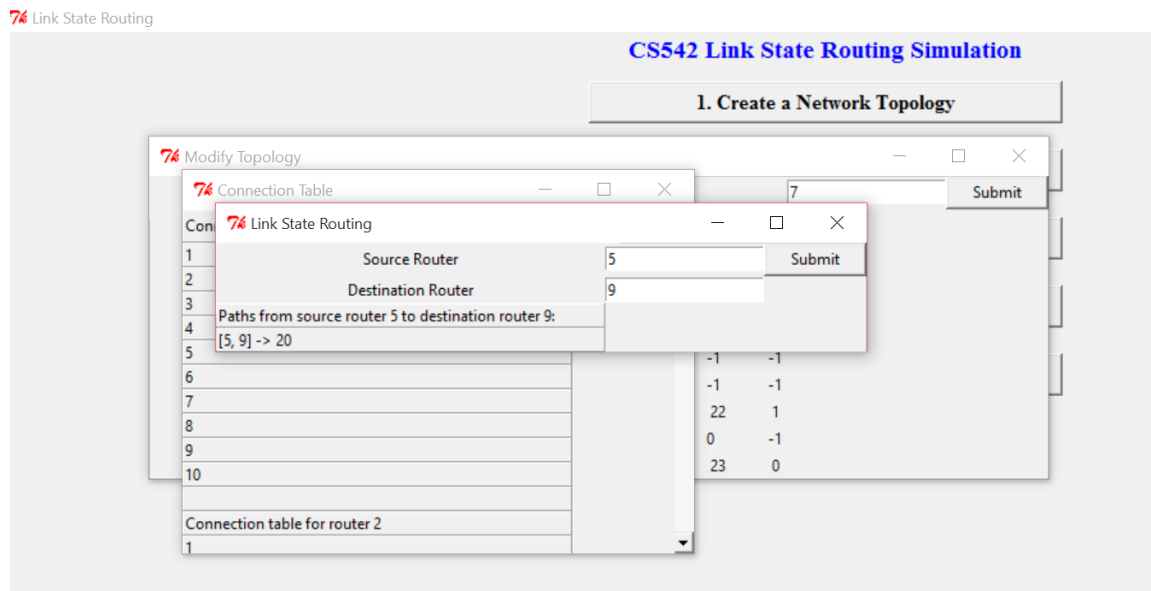 Link State Routing
CS542 Link State Routing Simulation
1. Create a Network Topology
Modify Topology
7
Submit
Connection Table
Link State Routing
Source Router
5
Submit
Destination Router
9
Paths from source router 5 to destination router 9:
[5, 9] -> 20
1
2
3
4
5
6
7
8
9
10
Connection table for router 2
1
-1 -1
-1 -1
22 1
0 -1
23 0